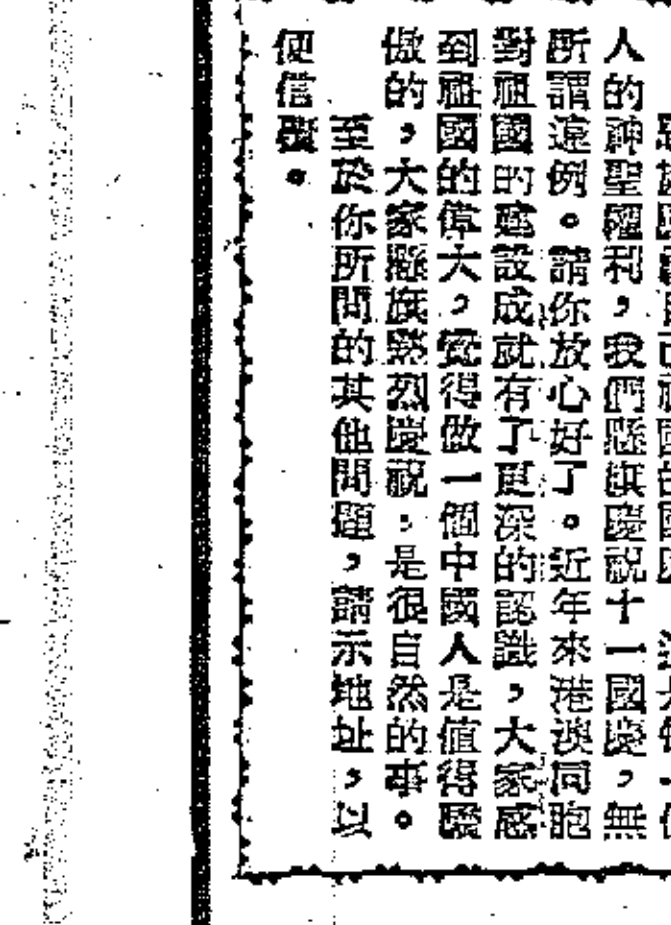 人的神聖權利，我們懸旗慶祝十一國慶，無
所謂違例。請你放心好了。近年來港澳同胞
對祖國的建設成就有了更深的認識，大家感
到祖國的偉大，覺得做一個中國人是值得驕
傲的，大家懸旗熱烈慶祝，是很自然的事。
至於你所問的其他問題，請示地址，以
便信覆。